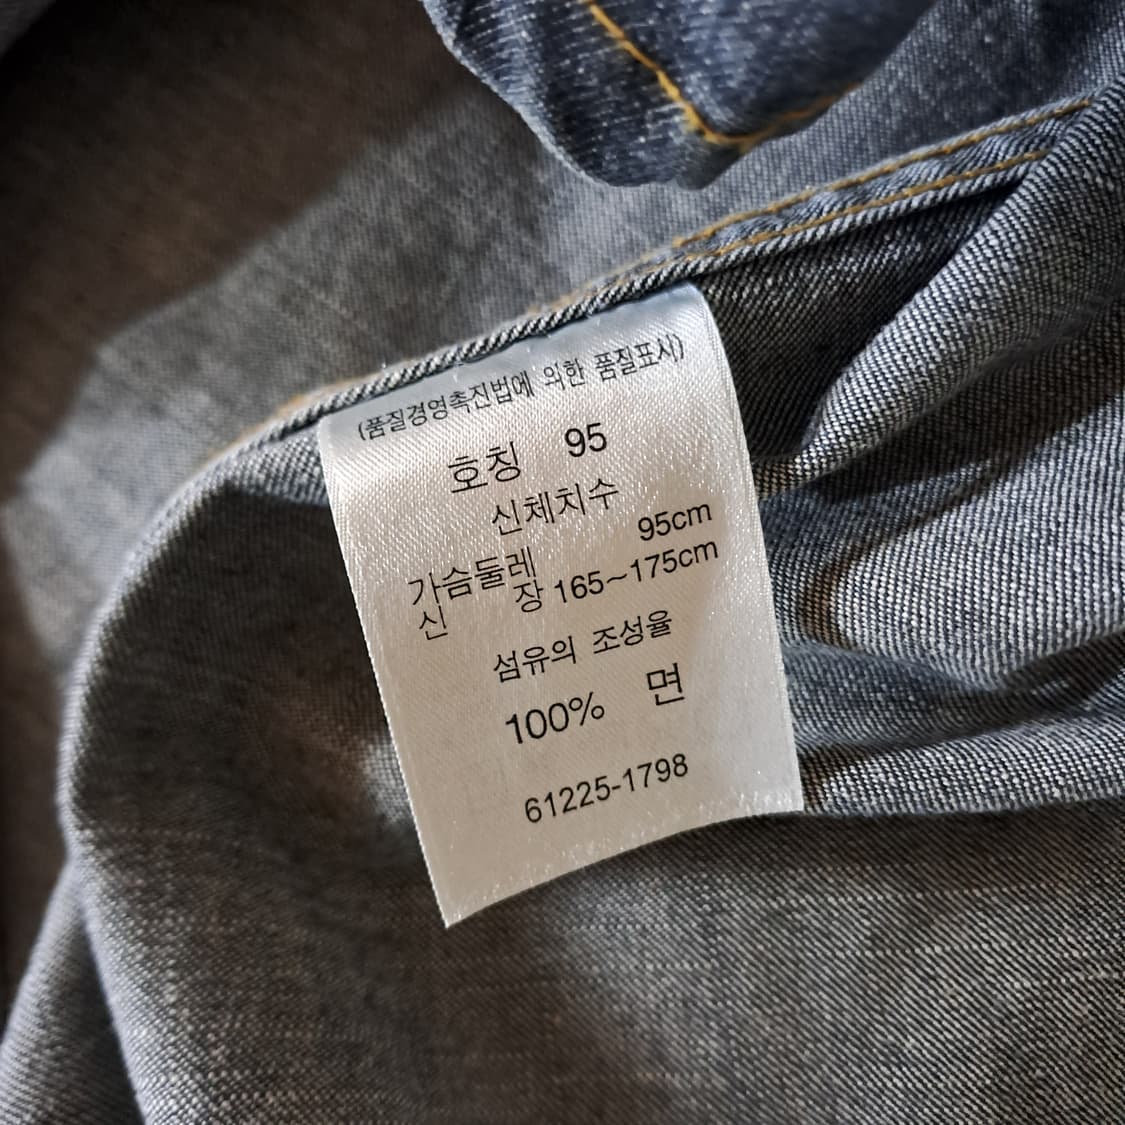 (품질경영촉진법에 의한 품질표시)
호칭 95
신체치수
가슴둘레 95cm
신 장 165~175cm
섬유의 조성율
100% 면
61225-1798